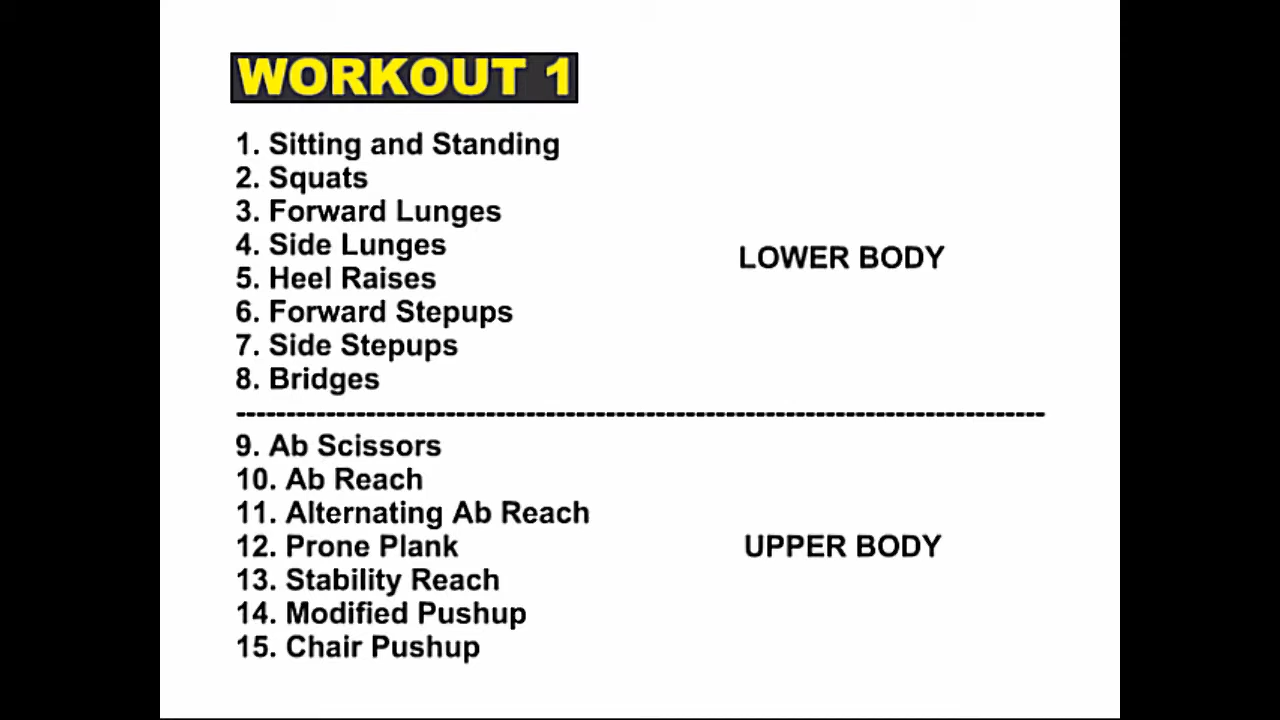 WORKOUT 1
1. Sitting and Standing
2. Squats
3. Forward Lunges
4. Side Lunges
LOWER BODY
5. Heel Raises
6. Forward Stepups
7. Side Stepups
8. Bridges
---------------------------------------------------------------------------------
9. Ab Scissors
10. Ab Reach
11. Alternating Ab Reach
12. Prone Plank
UPPER BODY
13. Stability Reach
14. Modified Pushup
15. Chair Pushup